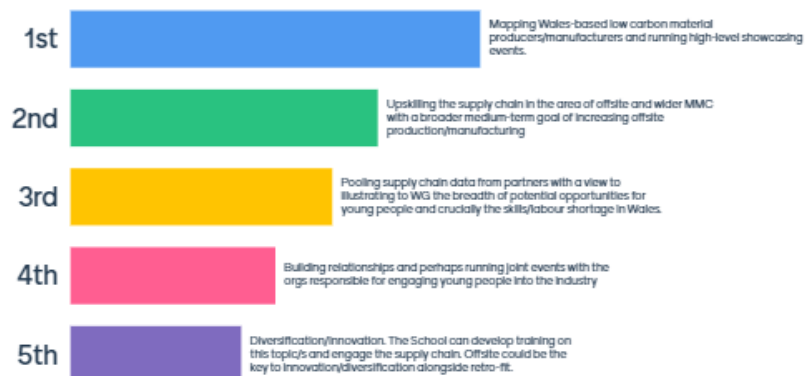 1st
Mapping Wales-based low carbon material
producers/manufacturers and running high-level showcasing
events.
2nd
Upskilling the supply chain in the area of offsite and wider MMC
with a broader medium-term goal of increasing offsite
production/manufacturing
3rd
Pooling supply chain data from partners with a view to
illustrating to WG the breadth of potential opportunities for
young people and crucially the skills/labour shortage in Wales.
4th
Building relationships and perhaps running joint events with the
orgs responsible for engaging young people into the industry
5th
Diversification/Innovation. The School can develop training on
this topic/s and engage the supply chain. Offsite could be the
key to innovation/diversification alongside retro-fit.